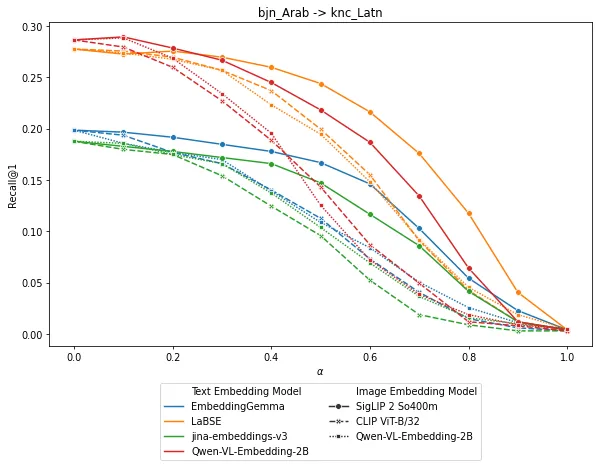 bjn_Arab -> knc_Latn
0.30
0.25
0.20
0.15
0.10
0.05
0.00
Recall@1
0.0 0.2 0.4 0.6 0.8 1.0
α
Text Embedding Model Image Embedding Model
EmbeddingGemma SigLIP 2 So400m
LaBSE CLIP ViT-B/32
jina-embeddings-v3 Qwen-VL-Embedding-2B
Qwen-VL-Embedding-2B